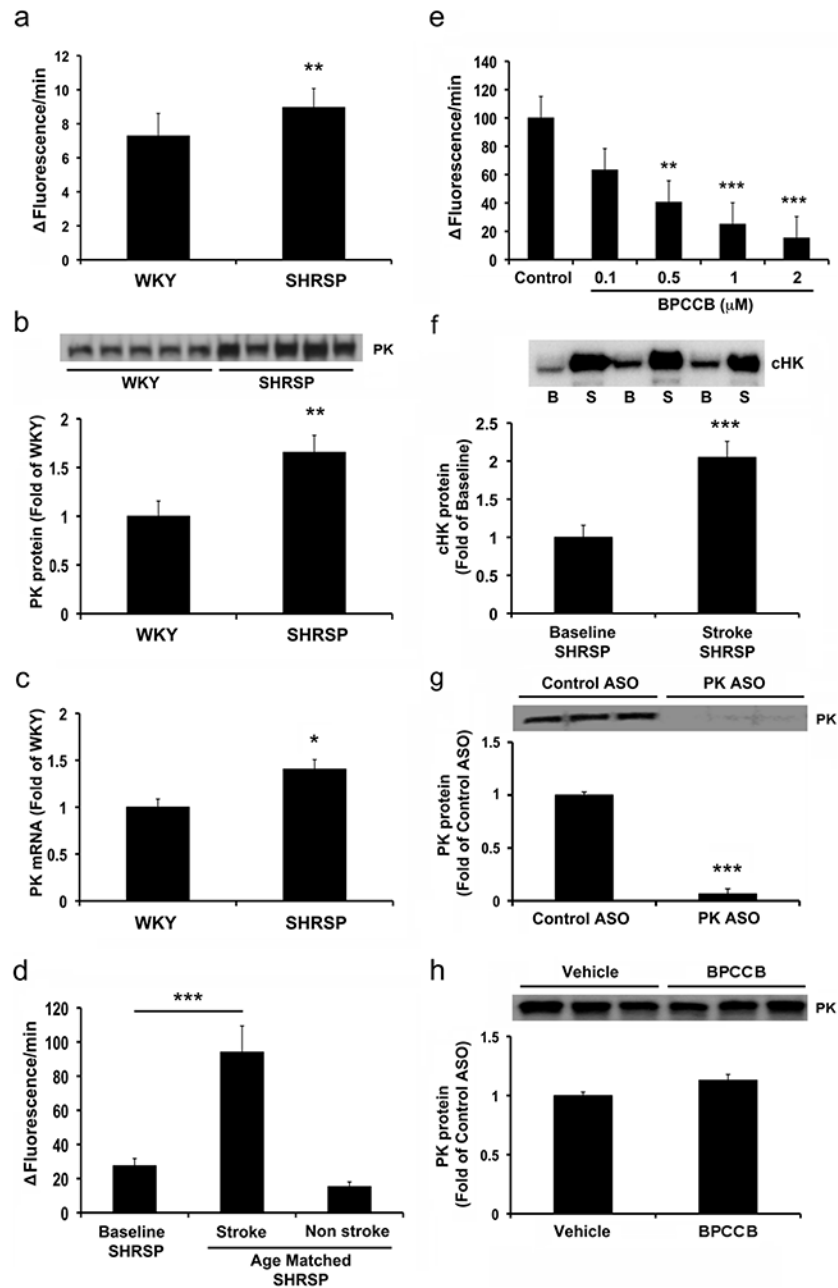 a
Δ Fluorescence/min
12
10
8
6
4
2
0
**
WKY
SHRSP
b
PK
WKY
SHRSP
PK protein (Fold of WKY)
2
1.5
1
0.5
0
**
WKY
SHRSP
c
PK mRNA (Fold of WKY)
2
1.5
1
0.5
0
*
WKY
SHRSP
d
Δ Fluorescence/min
120
100
80
60
40
20
0
***
Baseline
SHRSP
Stroke
Non stroke
Age Matched
SHRSP
e
Δ Fluorescence/min
140
120
100
80
60
40
20
0
**
***
***
Control
0.1
0.5
1
2
BPCCB (μM)
f
cHK
B S B S B S
cHK protein
(Fold of Baseline)
2.5
2
1.5
1
0.5
0
***
Baseline
SHRSP
Stroke
SHRSP
g
Control ASO
PK ASO
PK
PK protein
(Fold of Control ASO)
1.5
1
0.5
0
***
Control ASO
PK ASO
h
Vehicle
BPCCB
PK
PK protein
(Fold of Control ASO)
1.5
1
0.5
0
Vehicle
BPCCB